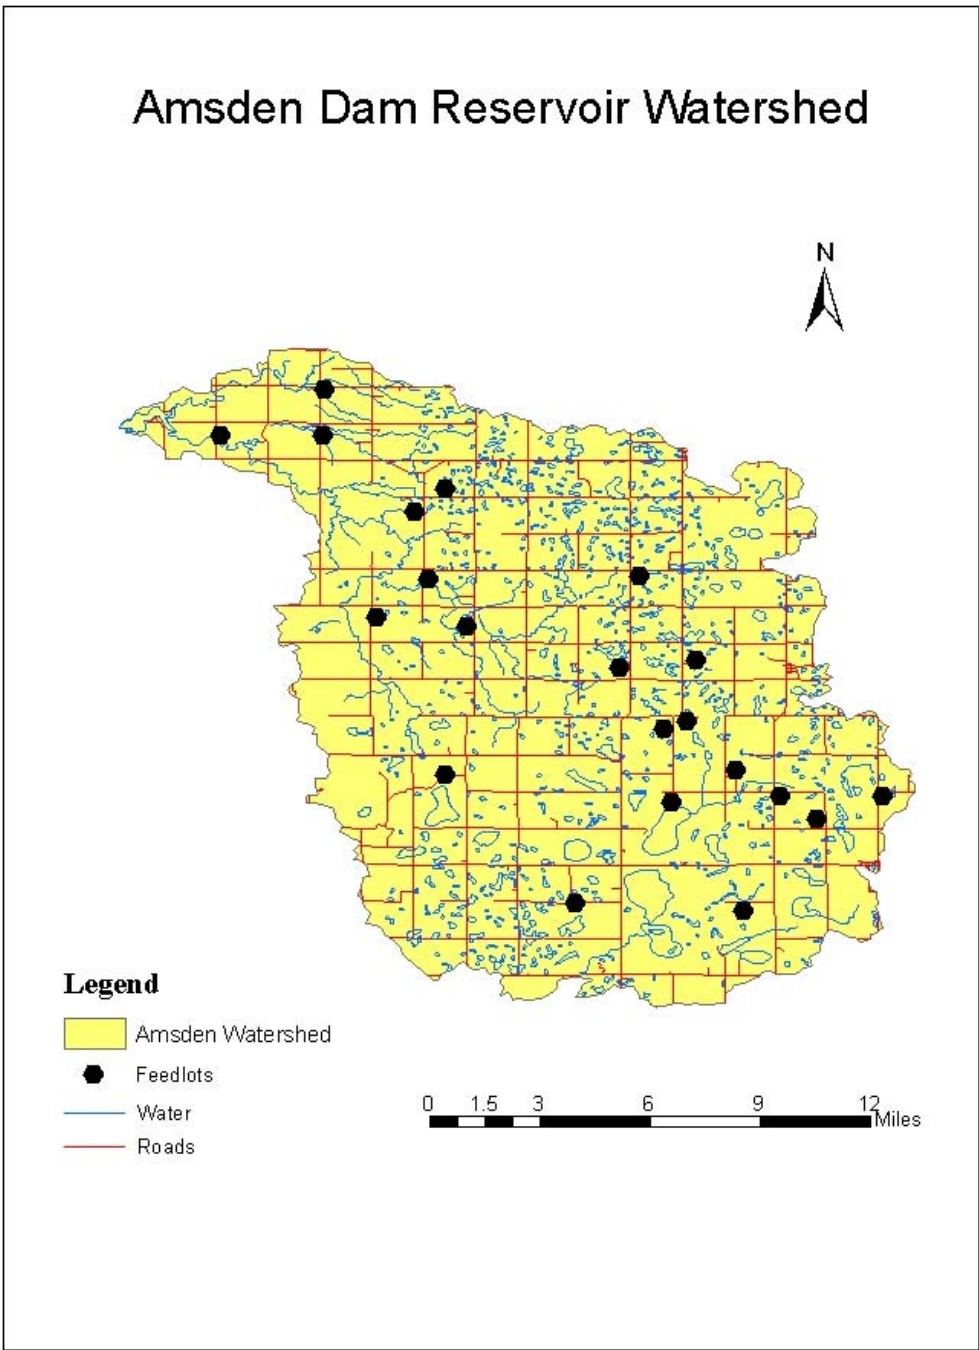 Amsden Dam Reservoir Watershed
N
Legend
Amsden Watershed
Feedlots
Water
Roads
0 1.5 3 6 9 12
Miles